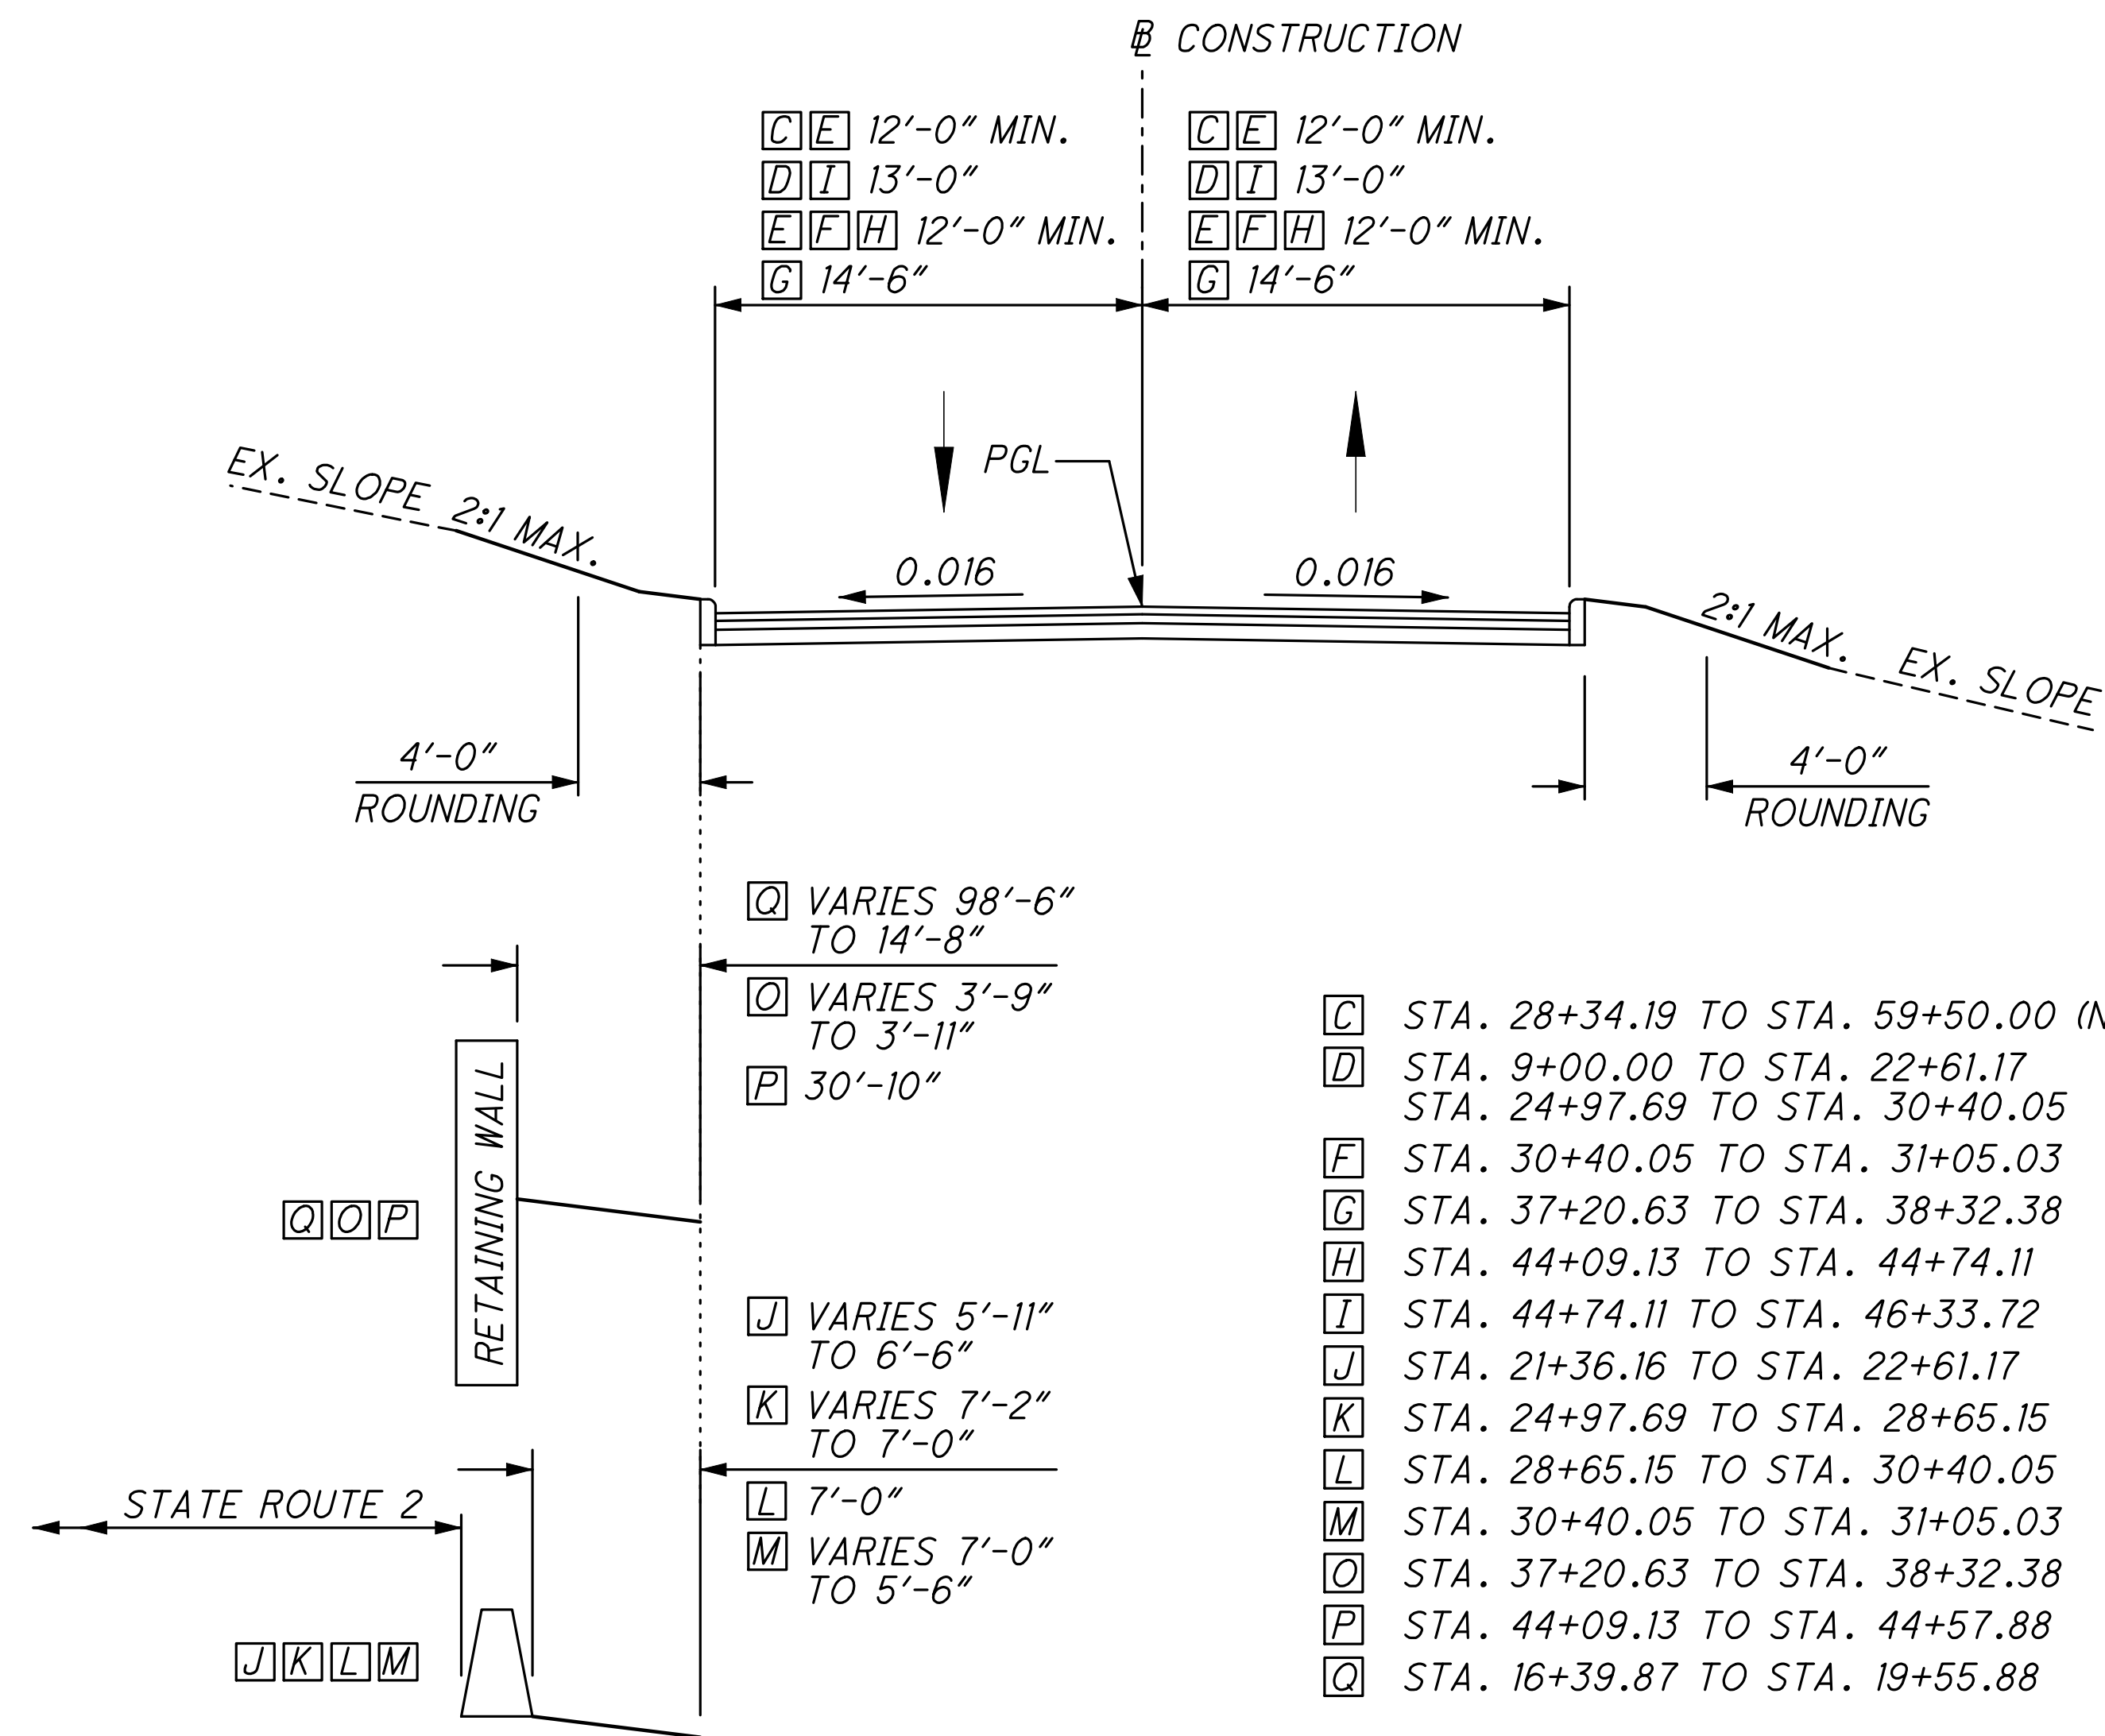 ℄ CONSTRUCTION
C E 12'-0" MIN.
D I 13'-0"
E F H 12'-0" MIN.
G 14'-6"
C E 12'-0" MIN.
D I 13'-0"
E F H 12'-0" MIN.
G 14'-6"
PGL
EX. SLOPE 2:1 MAX.
0.016
0.016
2:1 MAX. EX. SLOPE
4'-0"
ROUNDING
4'-0"
ROUNDING
Q VARIES 98'-6"
TO 14'-8"
O VARIES 3'-9"
TO 3'-11"
P 30'-10"
RETAINING WALL
Q O P
J VARIES 5'-11"
TO 6'-6"
K VARIES 7'-2"
TO 7'-0"
L 7'-0"
M VARIES 7'-0"
TO 5'-6"
STATE ROUTE 2
J K L M
C STA. 28+34.19 TO STA. 59+50.00
D STA. 9+00.00 TO STA. 22+61.17
STA. 24+97.69 TO STA. 30+40.05
F STA. 30+40.05 TO STA. 31+05.03
G STA. 37+20.63 TO STA. 38+32.38
H STA. 44+09.13 TO STA. 44+74.11
I STA. 44+74.11 TO STA. 46+33.72
J STA. 21+36.16 TO STA. 22+61.17
K STA. 24+97.69 TO STA. 28+65.15
L STA. 28+65.15 TO STA. 30+40.05
M STA. 30+40.05 TO STA. 31+05.03
O STA. 37+20.63 TO STA. 38+32.38
P STA. 44+09.13 TO STA. 44+57.88
Q STA. 16+39.87 TO STA. 19+55.88